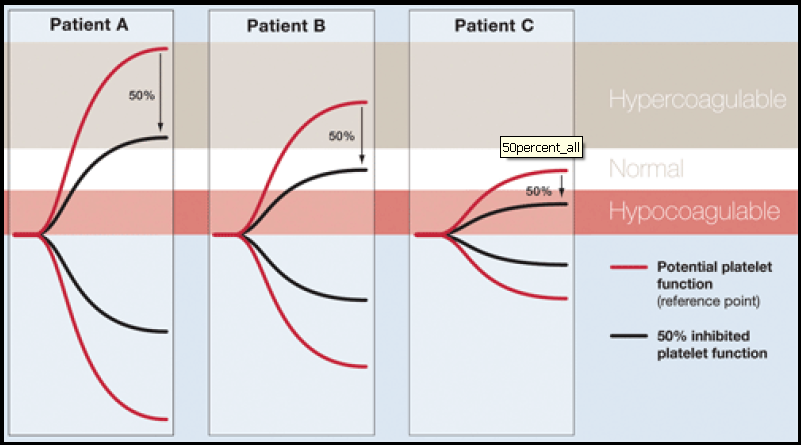 Patient A
Patient B
Patient C
50%
50%
50%
50percent_all
Hypercoagulable
Normal
Hypocoagulable
Potential platelet
function
(reference point)
50% inhibited
platelet function